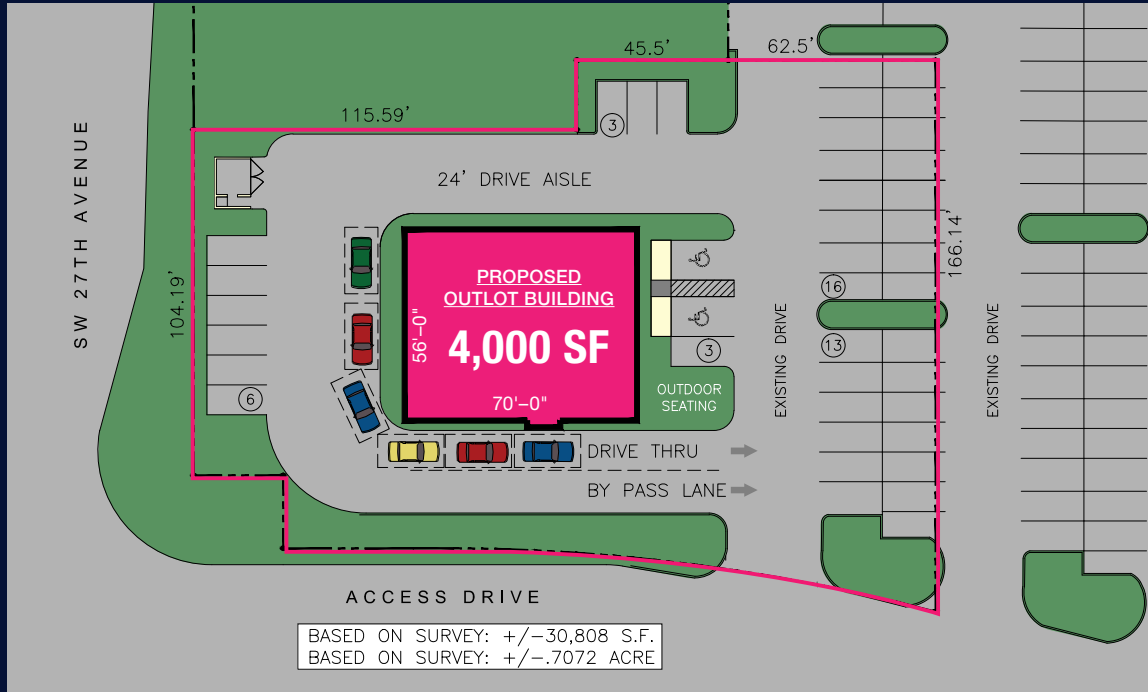 45.5'
62.5'
115.59'
3
24' DRIVE AISLE
SW 27TH AVENUE
104.19'
166.14'
PROPOSED
OUTLOT BUILDING
4,000 SF
56'-0"
70'-0"
16
13
3
6
EXISTING DRIVE
EXISTING DRIVE
OUTDOOR
SEATING
DRIVE THRU
BY PASS LANE
ACCESS DRIVE
BASED ON SURVEY: +/-30,808 S.F.
BASED ON SURVEY: +/-.7072 ACRE